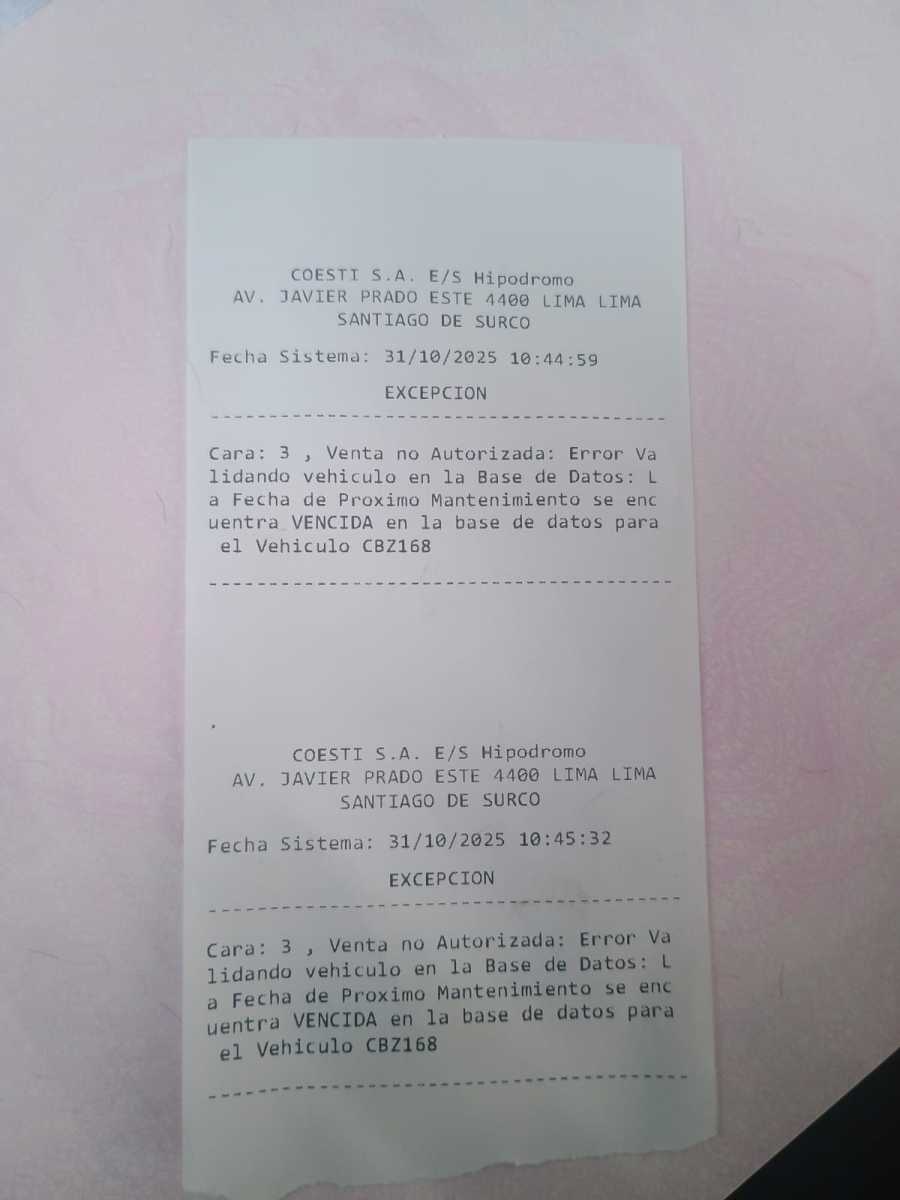 COESTI S.A. E/S Hipodromo
AV. JAVIER PRADO ESTE 4400 LIMA LIMA
SANTIAGO DE SURCO
Fecha Sistema: 31/10/2025 10:44:59
EXCEPCION
----------------------------------------
Cara: 3 , Venta no Autorizada: Error Va
lidando vehiculo en la Base de Datos: L
a Fecha de Proximo Mantenimiento se enc
uentra VENCIDA en la base de datos para
el Vehiculo CBZ168
----------------------------------------
.
COESTI S.A. E/S Hipodromo
AV. JAVIER PRADO ESTE 4400 LIMA LIMA
SANTIAGO DE SURCO
Fecha Sistema: 31/10/2025 10:45:32
EXCEPCION
----------------------------------------
Cara: 3 , Venta no Autorizada: Error Va
lidando vehiculo en la Base de Datos: L
a Fecha de Proximo Mantenimiento se enc
uentra VENCIDA en la base de datos para
el Vehiculo CBZ168
----------------------------------------